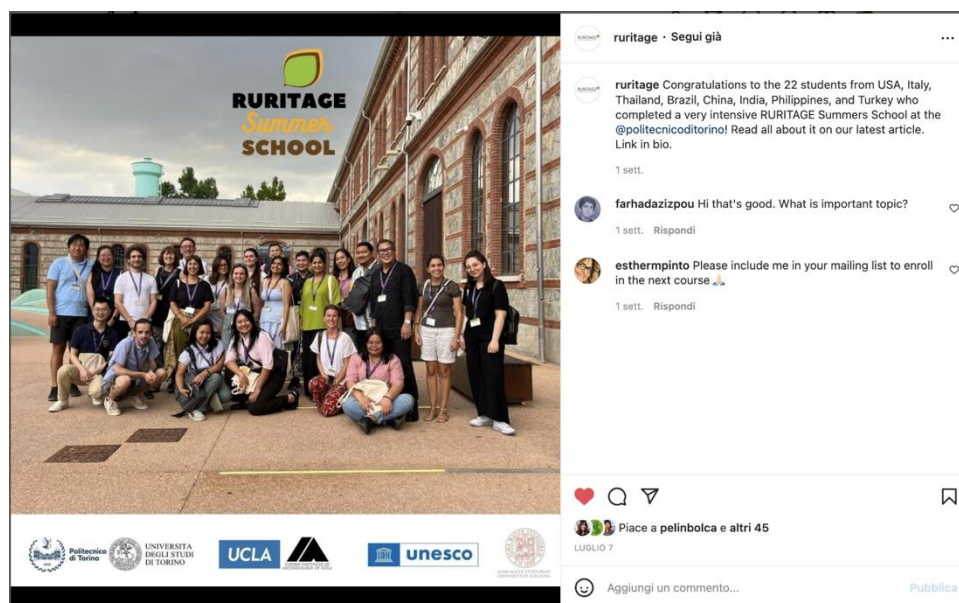 RURITAGE
Summer
SCHOOL
Politecnico
di Torino
UNIVERSITA
DEGLI STUDI
DI TORINO
UCLA
unesco
ruritage · Segui già
ruritage Congratulations to the 22 students from USA, Italy,
Thailand, Brazil, China, India, Philippines, and Turkey who
completed a very intensive RURITAGE Summers School at the
@politecnicoditorino! Read all about it on our latest article.
Link in bio.
1 sett.
farhadazizpou Hi that's good. What is important topic?
1 sett. Rispondi
esthermpinto Please include me in your mailing list to enroll
in the next course 🙏🏻
1 sett. Rispondi
Piace a pelinbolca e altri 45
LUGLIO 7
Aggiungi un commento...
Pubblica